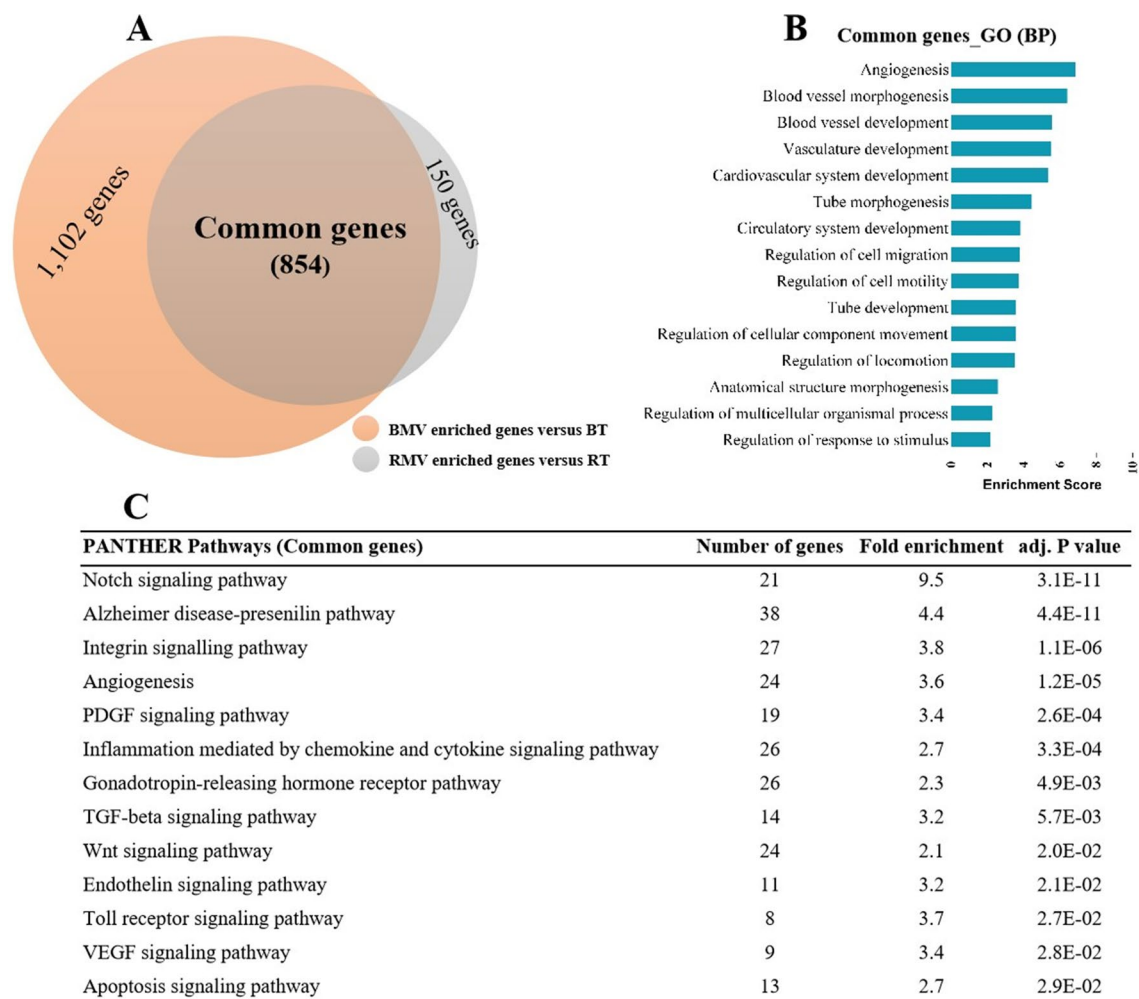 A
1,102 genes
Common genes
(854)
150 genes
BMV enriched genes versus BT
RMV enriched genes versus RT
B
Common genes_GO (BP)
Angiogenesis
Blood vessel morphogenesis
Blood vessel development
Vasculature development
Cardiovascular system development
Tube morphogenesis
Circulatory system development
Regulation of cell migration
Regulation of cell motility
Tube development
Regulation of cellular component movement
Regulation of locomotion
Anatomical structure morphogenesis
Regulation of multicellular organismal process
Regulation of response to stimulus
0 2 4 6 8 10
Enrichment Score
C
PANTHER Pathways (Common genes) Number of genes Fold enrichment adj. P value
Notch signaling pathway 21 9.5 3.1E-11
Alzheimer disease-presenilin pathway 38 4.4 4.4E-11
Integrin signalling pathway 27 3.8 1.1E-06
Angiogenesis 24 3.6 1.2E-05
PDGF signaling pathway 19 3.4 2.6E-04
Inflammation mediated by chemokine and cytokine signaling pathway 26 2.7 3.3E-04
Gonadotropin-releasing hormone receptor pathway 26 2.3 4.9E-03
TGF-beta signaling pathway 14 3.2 5.7E-03
Wnt signaling pathway 24 2.1 2.0E-02
Endothelin signaling pathway 11 3.2 2.1E-02
Toll receptor signaling pathway 8 3.7 2.7E-02
VEGF signaling pathway 9 3.4 2.8E-02
Apoptosis signaling pathway 13 2.7 2.9E-02